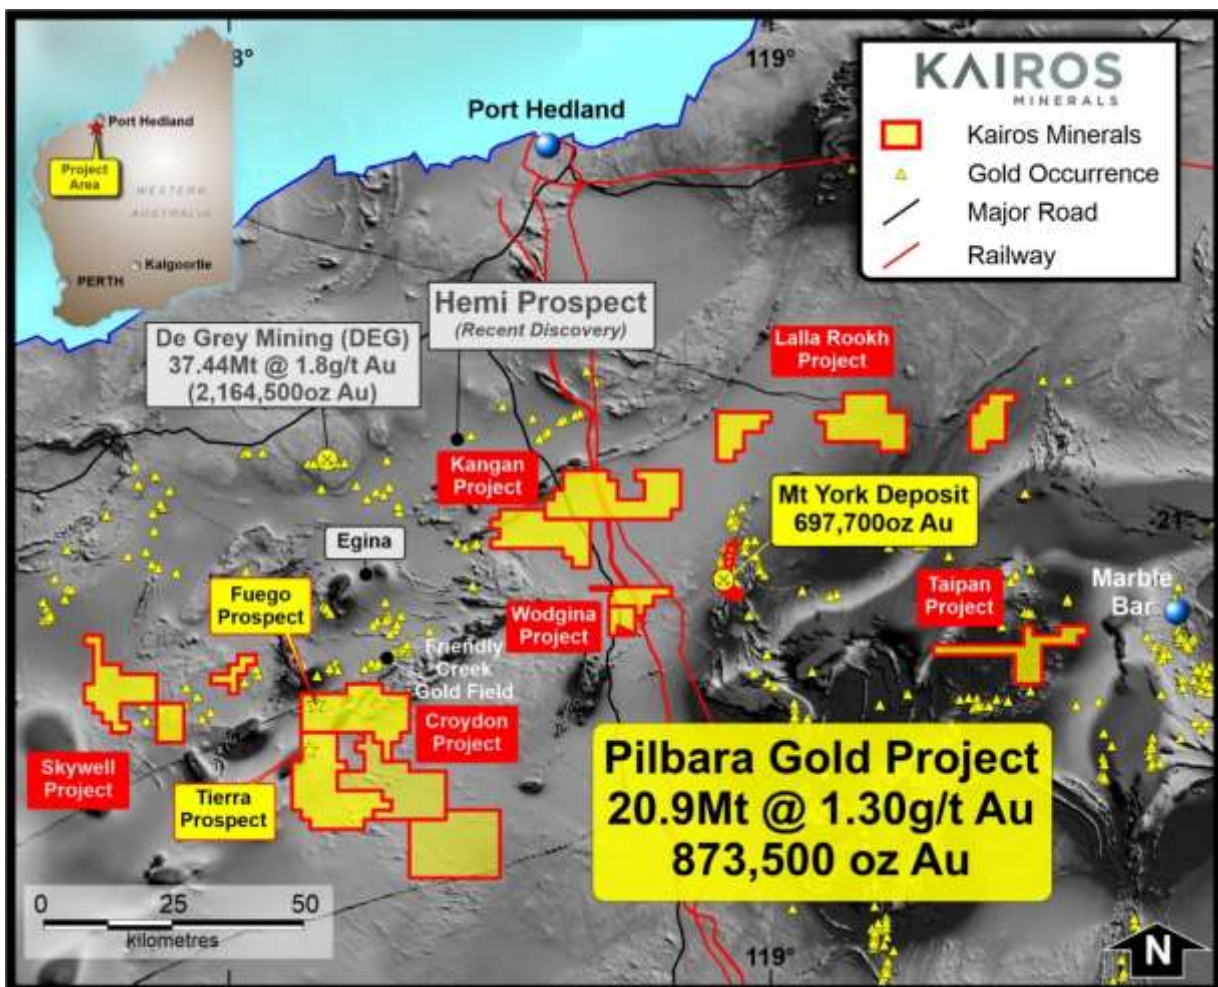 8°
119°
KAIROS
MINERALS
Kairos Minerals
Gold Occurrence
Major Road
Railway
Port Hedland
Port Hedland
Project
Area
WESTERN
AUSTRALIA
Kalgoorlie
PERTH
Hemi Prospect
(Recent Discovery)
De Grey Mining (DEG)
37.44Mt @ 1.8g/t Au
(2,164,500oz Au)
Lalla Rookh
Project
Kangan
Project
Mt York Deposit
697,700oz Au
-21°
Egina
Fuego
Prospect
Wodgina
Project
Taipan
Project
Marble
Bar
Friendly
Creek
Gold Field
Croydon
Project
Skywell
Project
Tierra
Prospect
Pilbara Gold Project
20.9Mt @ 1.30g/t Au
873,500 oz Au
0 25 50
kilometres
119°
N